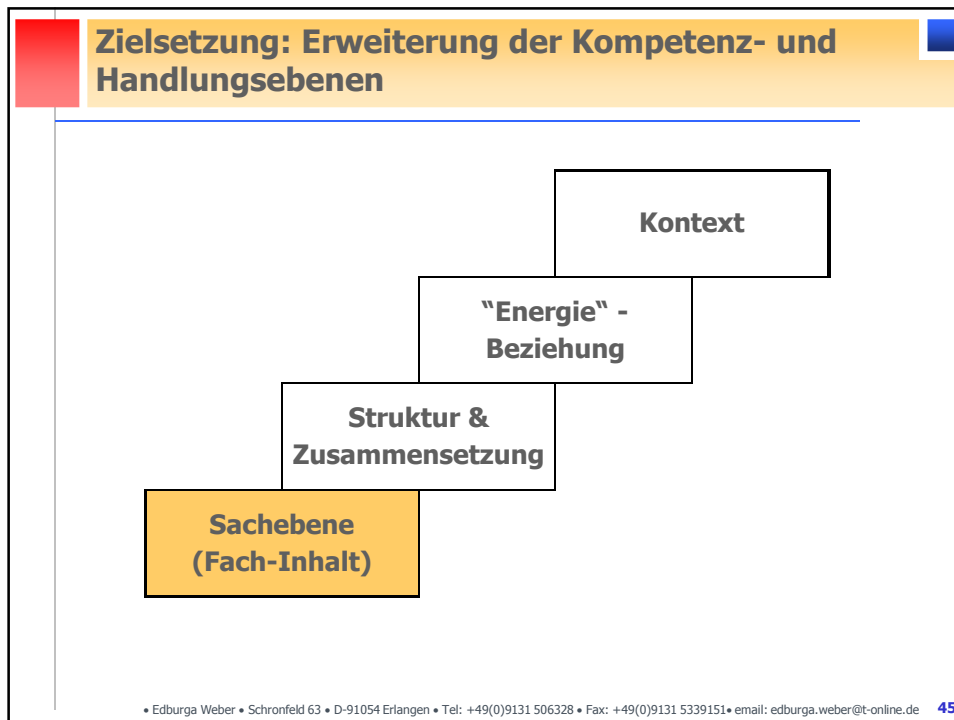 Zielsetzung: Erweiterung der Kompetenz- und
Handlungsebenen
Kontext
“Energie“ -
Beziehung
Struktur &
Zusammensetzung
Sachebene
(Fach-Inhalt)
• Edburga Weber • Schronfeld 63 • D-91054 Erlangen • Tel: +49(0)9131 506328 • Fax: +49(0)9131 5339151• email: edburga.weber@t-online.de 45